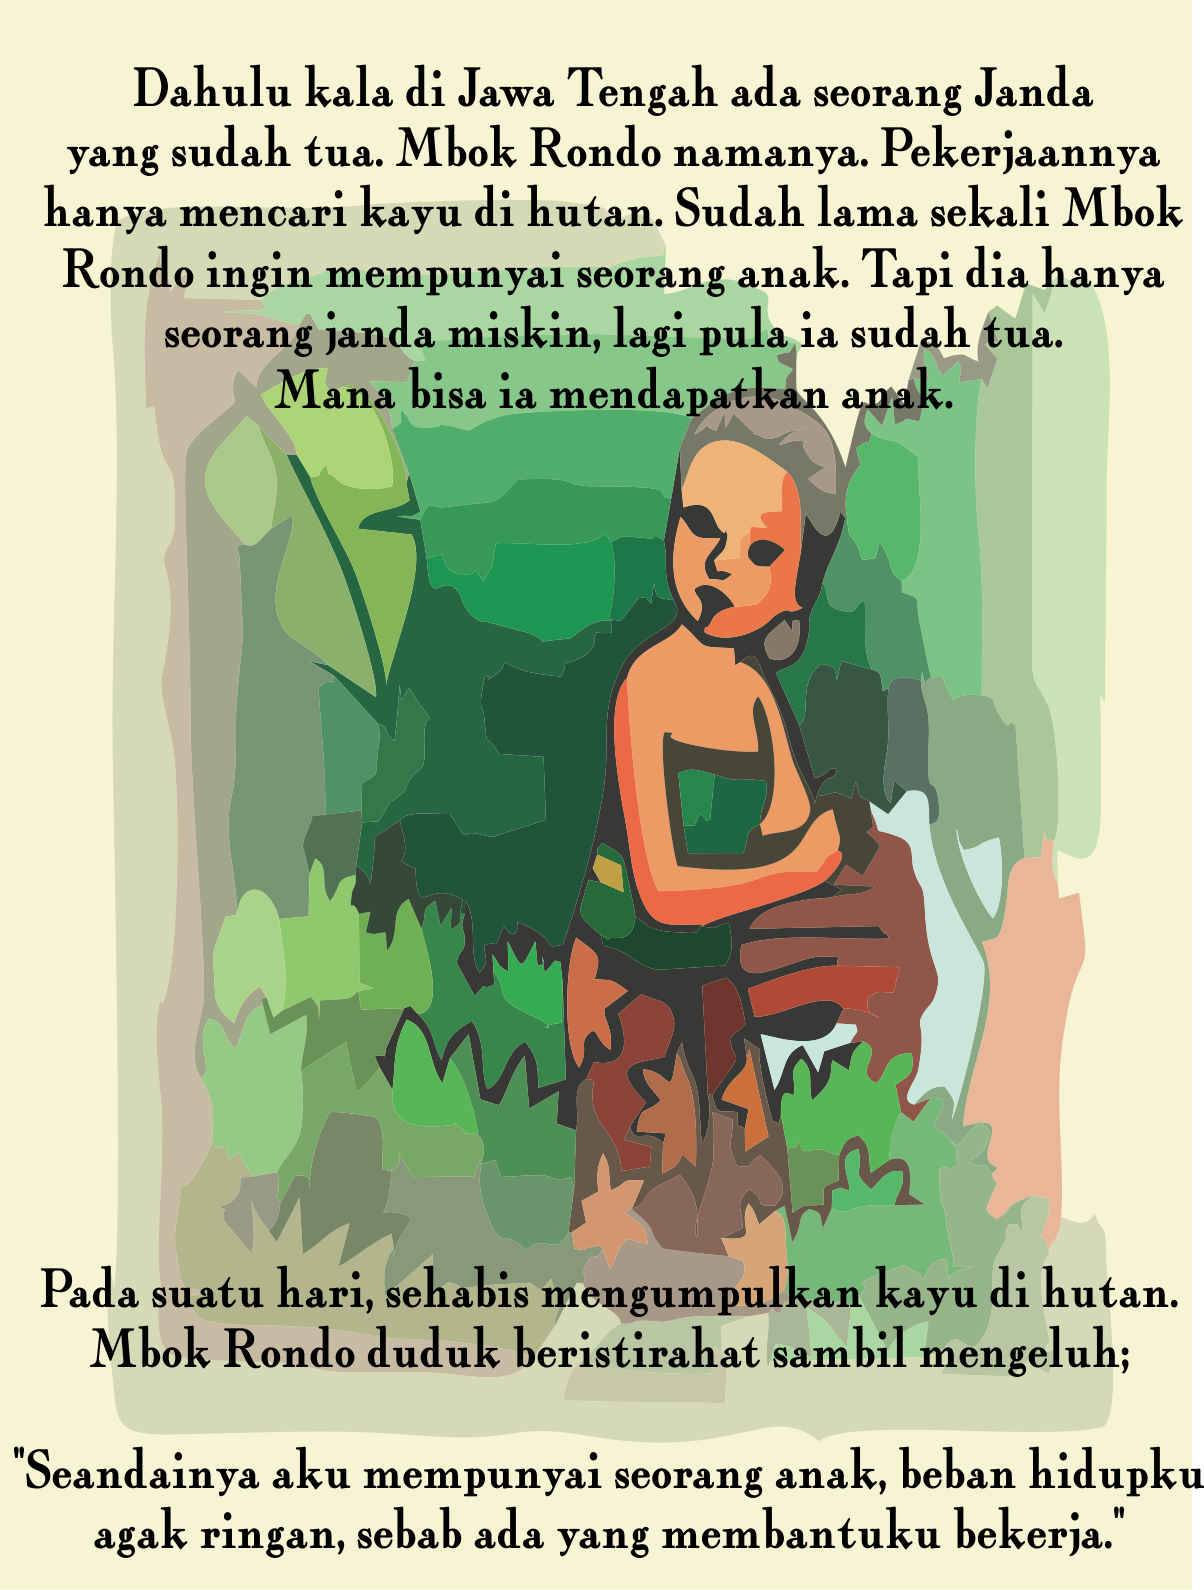 Dahulu kala di Jawa Tengah ada seorang Janda
yang sudah tua. Mbok Rondo namanya. Pekerjaannya
hanya mencari kayu di hutan. Sudah lama sekali Mbok
Rondo ingin mempunyai seorang anak. Tapi dia hanya
seorang janda miskin, lagi pula ia sudah tua.
Mana bisa ia mendapatkan anak.
Pada suatu hari, sehabis mengumpulkan kayu di hutan.
Mbok Rondo duduk beristirahat sambil mengeluh;
"Seandainya aku mempunyai seorang anak, beban hidupku
agak ringan, sebab ada yang membantuku bekerja."